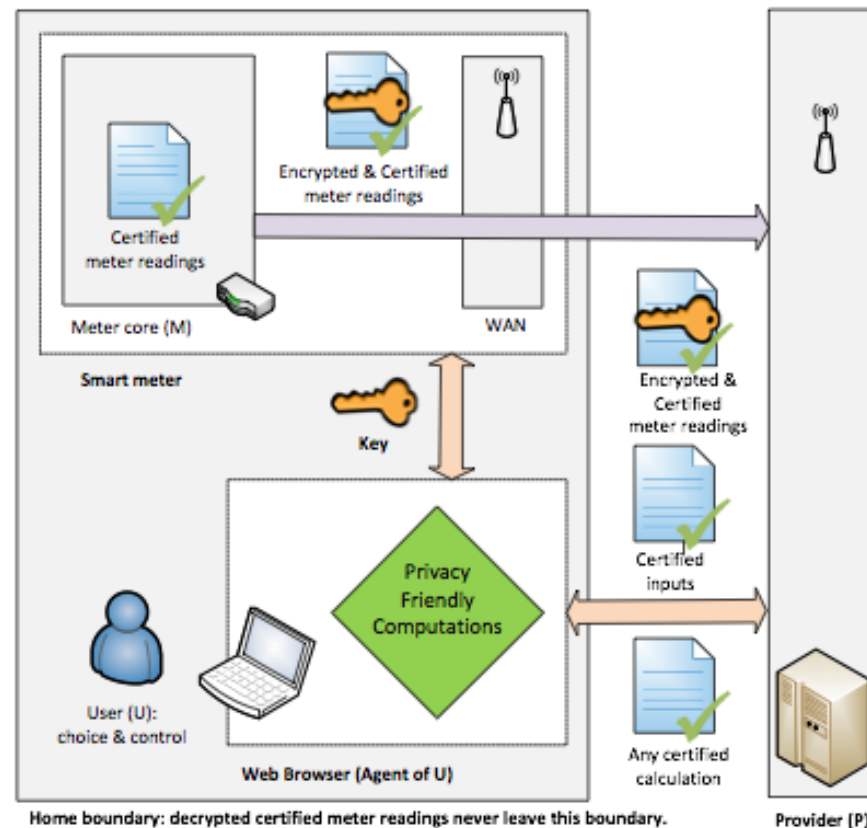 Encrypted & Certified
meter readings
Certified
meter readings
Meter core (M)
WAN
Smart meter
Key
Encrypted &
Certified
meter readings
Certified
inputs
Privacy
Friendly
Computations
User (U):
choice & control
Any certified
calculation
Web Browser (Agent of U)
Home boundary: decrypted certified meter readings never leave this boundary.
Provider (P)